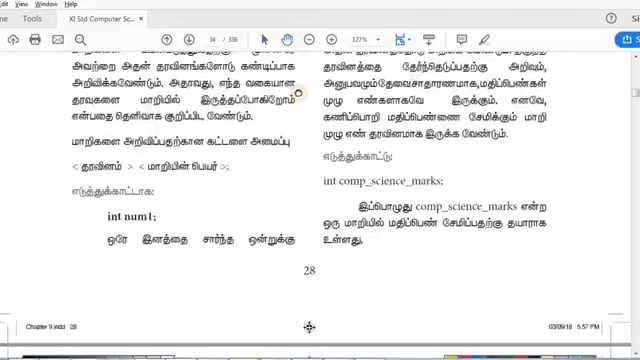 View Window Help
me Tools XI Std Computer Sc... ×
34 / 336 127%
அவற்றை அதன் தரவினங்களோடு கண்டிப்பாக
அறிவிக்கவேண்டும். அதாவது, எந்த வகையான
தரவுகளை மாறியில் இருத்தப்போகிறோம்
என்பதை தெளிவாக குறிப்பிட வேண்டும்.
மாறிகளை அறிவிப்பதற்கான கட்டளை அமைப்பு
< தரவினம் > < மாறியின் பெயர் >;
எடுத்துக்காட்டாக:
int num1;
ஒரே இனத்தை சார்ந்த ஒன்றுக்கு
தரவினத்தை தேர்ந்தெடுப்பதற்கு அறிவும்,
அனுபவமும்தேவை.சாதாரணமாக,மதிப்பெண்கள்
முழு எண்களாகவே இருக்கும். எனவே,
கணிப்பொறி மதிப்பெண்ணை சேமிக்கும் மாறி
முழு எண் தரவினமாக இருக்க வேண்டும்.
எடுத்துக்காட்டு:
int comp_science_marks;
இப்பொழுது comp_science_marks என்ற
ஒரு மாறியில் மதிப்பெண் சேமிப்பதற்கு தயாராக
உள்ளது.
28
Chapter 9.indd 28 03/09/18 5:57 PM